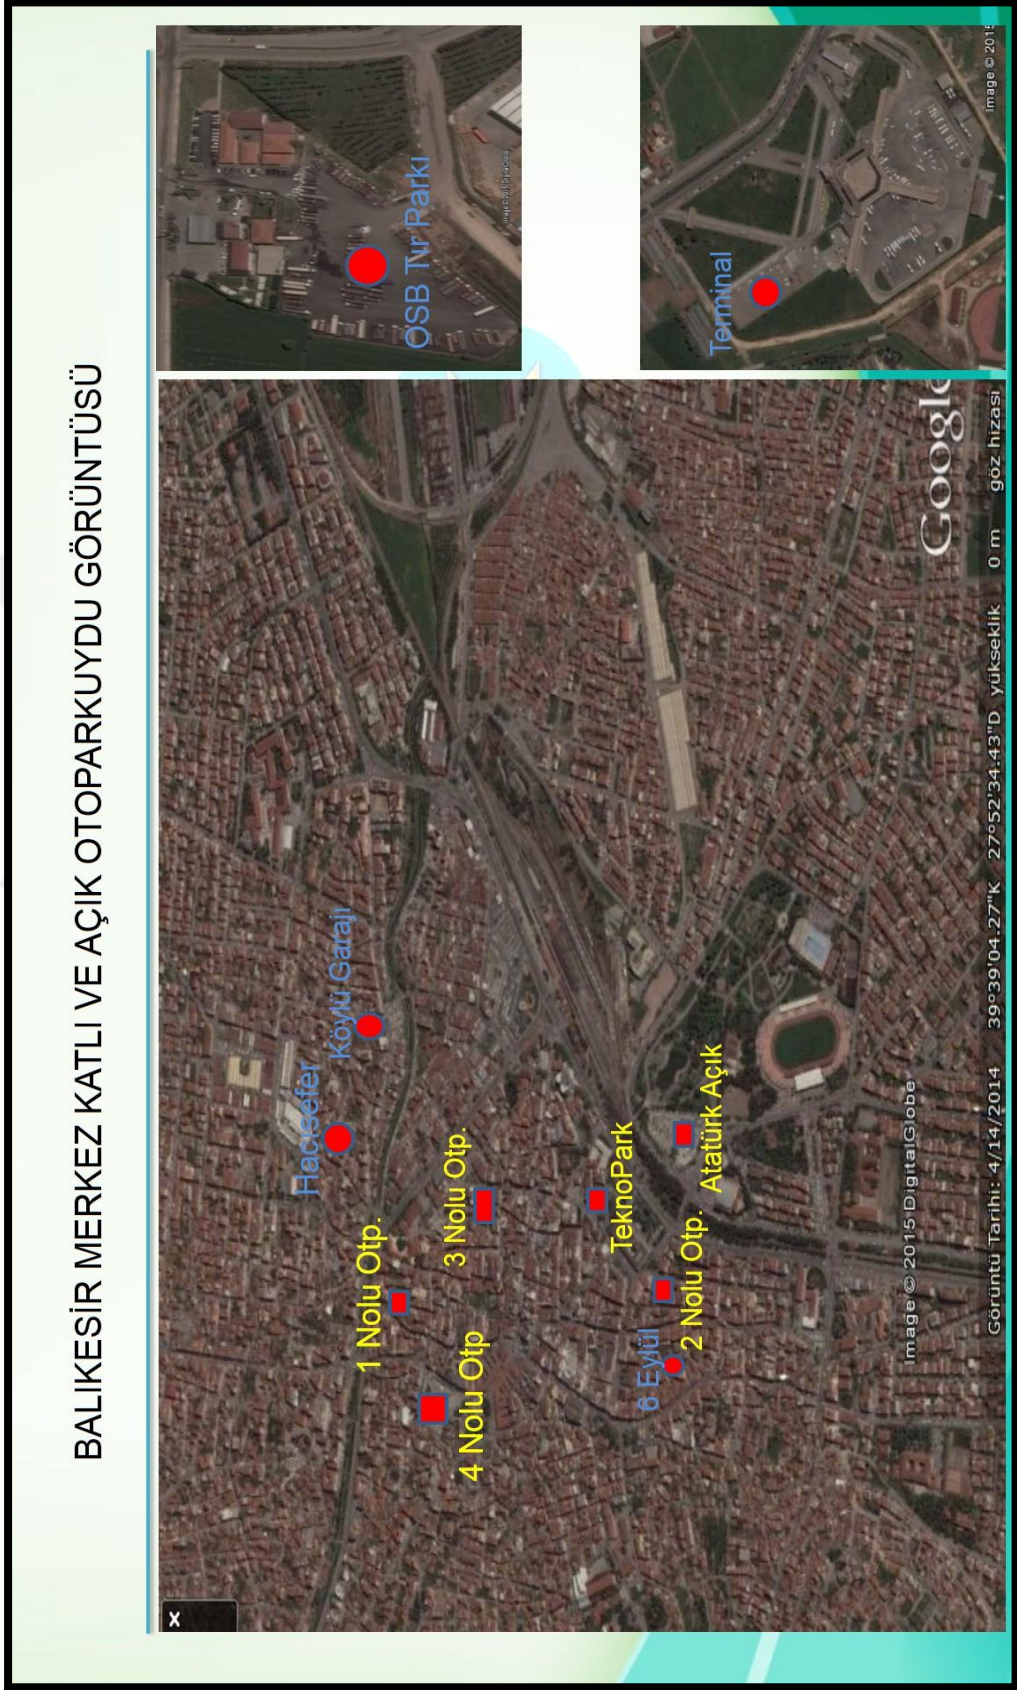 BALIKESİR MERKEZ KATLI VE AÇIK OTOPARKUYDU GÖRÜNTÜSÜ
Hacısefer
Köylü Garajı
1 Nolu Otp.
3 Nolu Otp.
4 Nolu Otp
TeknoPark
6 Eylül
2 Nolu Otp.
Atatürk Açık
OSB Tır Parkı
Terminal
Image © 2015 DigitalGlobe
Google
Görüntü Tarihi: 4/14/2014 39°39'04.27"K 27°52'34.43"D yükseklik 0 m göz hizası
Image © 2015